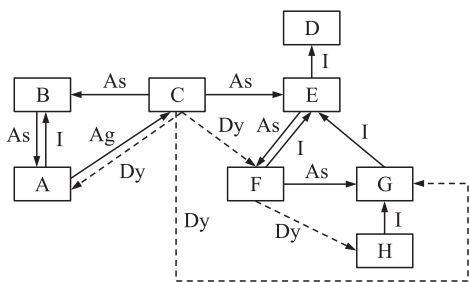 D
I
B As C As E
As I Ag Dy As I I
Dy
A F As G
Dy Dy I
H